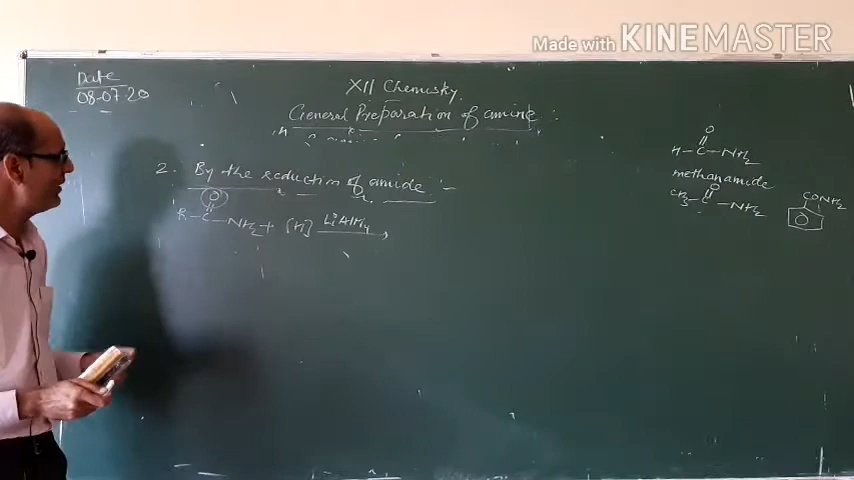 Made with KINEMASTER
Date
08-07-20
XII Chemistry
General Preparation of amine :
2. By the reduction of amide :-
O
R-C-NH2 + [H] LiAlH4
O
H-C-NH2
methanamide
O
CH3-C-NH2
CONH2